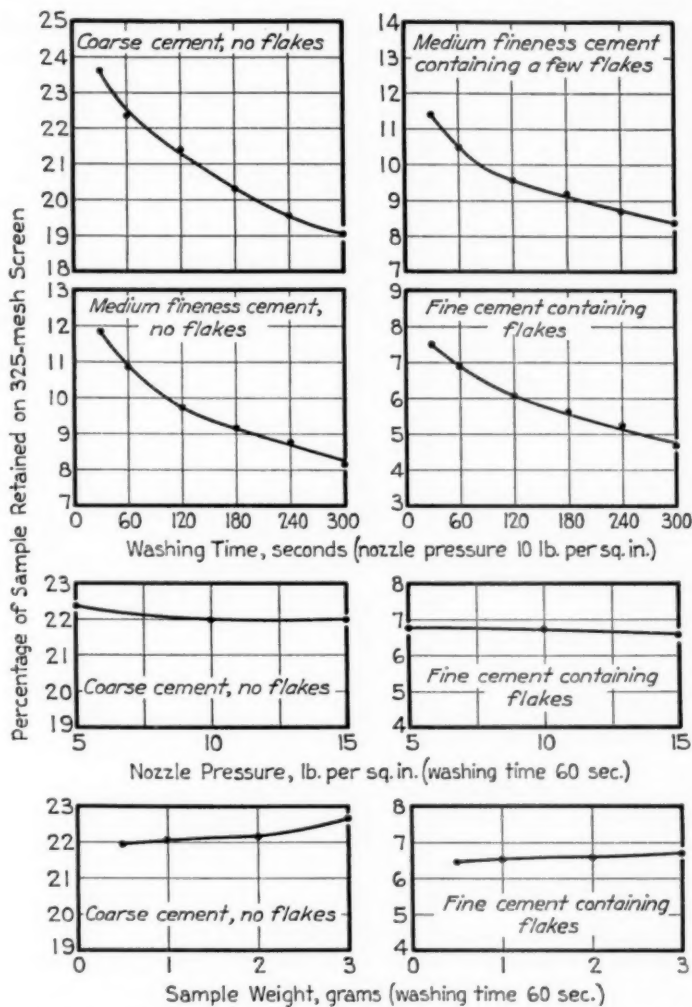 Percentage of Sample Retained on 325-mesh Screen
25
24
23
22
21
20
19
18
Coarse cement, no flakes
14
13
12
11
10
9
8
7
Medium fineness cement
containing a few flakes
13
12
11
10
9
8
7
Medium fineness cement,
no flakes
0 60 120 180 240 300
9
8
7
6
5
4
3
Fine cement containing
flakes
0 60 120 180 240 300
Washing Time, seconds (nozzle pressure 10 lb. per sq. in.)
23
22
21
20
19
Coarse cement, no flakes
5 10 15
8
7
6
5
4
Fine cement containing
flakes
5 10 15
Nozzle Pressure, lb. per sq. in. (washing time 60 sec.)
23
22
21
20
19
Coarse cement, no flakes
0 1 2 3
8
7
6
5
4
Fine cement containing
flakes
0 1 2 3
Sample Weight, grams (washing time 60 sec.)